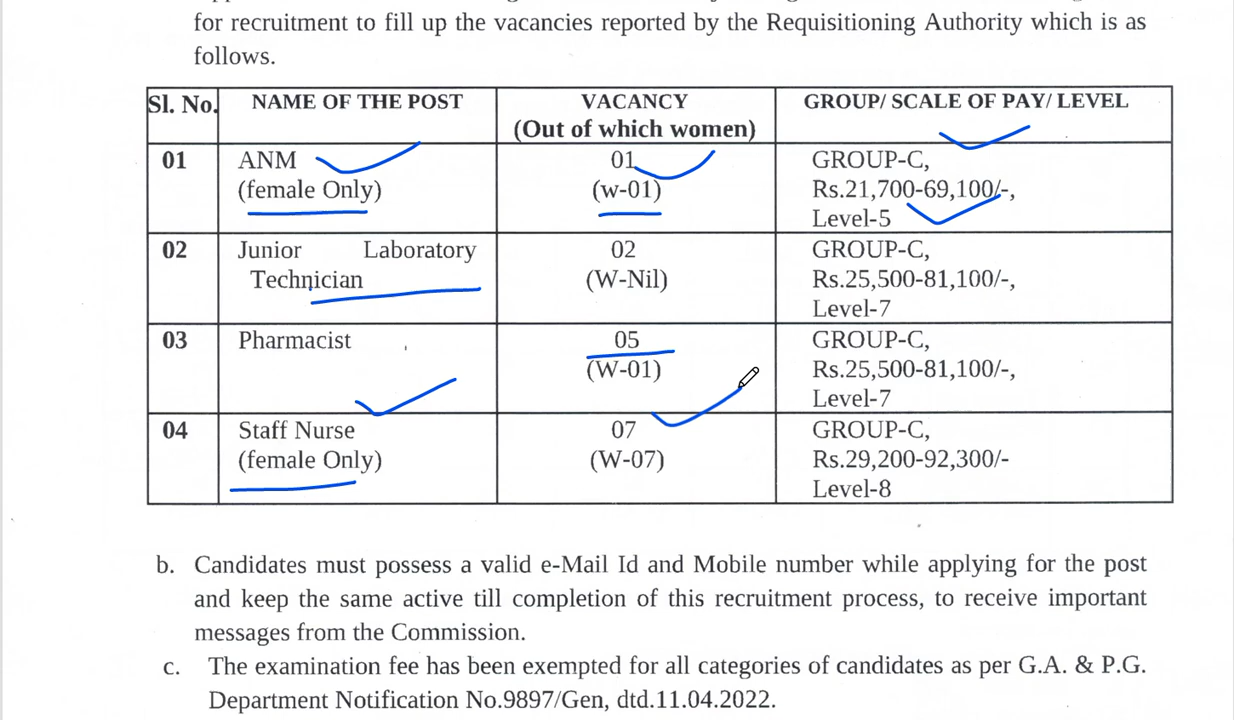 for recruitment to fill up the vacancies reported by the Requisitioning Authority which is as
follows.
Sl. No. NAME OF THE POST VACANCY GROUP/ SCALE OF PAY/ LEVEL
(Out of which women)
01 ANM 01 GROUP-C,
(female Only) (w-01) Rs.21,700-69,100/-,
Level-5
02 Junior Laboratory 02 GROUP-C,
Technician (W-Nil) Rs.25,500-81,100/-,
Level-7
03 Pharmacist 05 GROUP-C,
(W-01) Rs.25,500-81,100/-,
Level-7
04 Staff Nurse 07 GROUP-C,
(female Only) (W-07) Rs.29,200-92,300/-
Level-8
b. Candidates must possess a valid e-Mail Id and Mobile number while applying for the post
and keep the same active till completion of this recruitment process, to receive important
messages from the Commission.
c. The examination fee has been exempted for all categories of candidates as per G.A. & P.G.
Department Notification No.9897/Gen, dtd.11.04.2022.